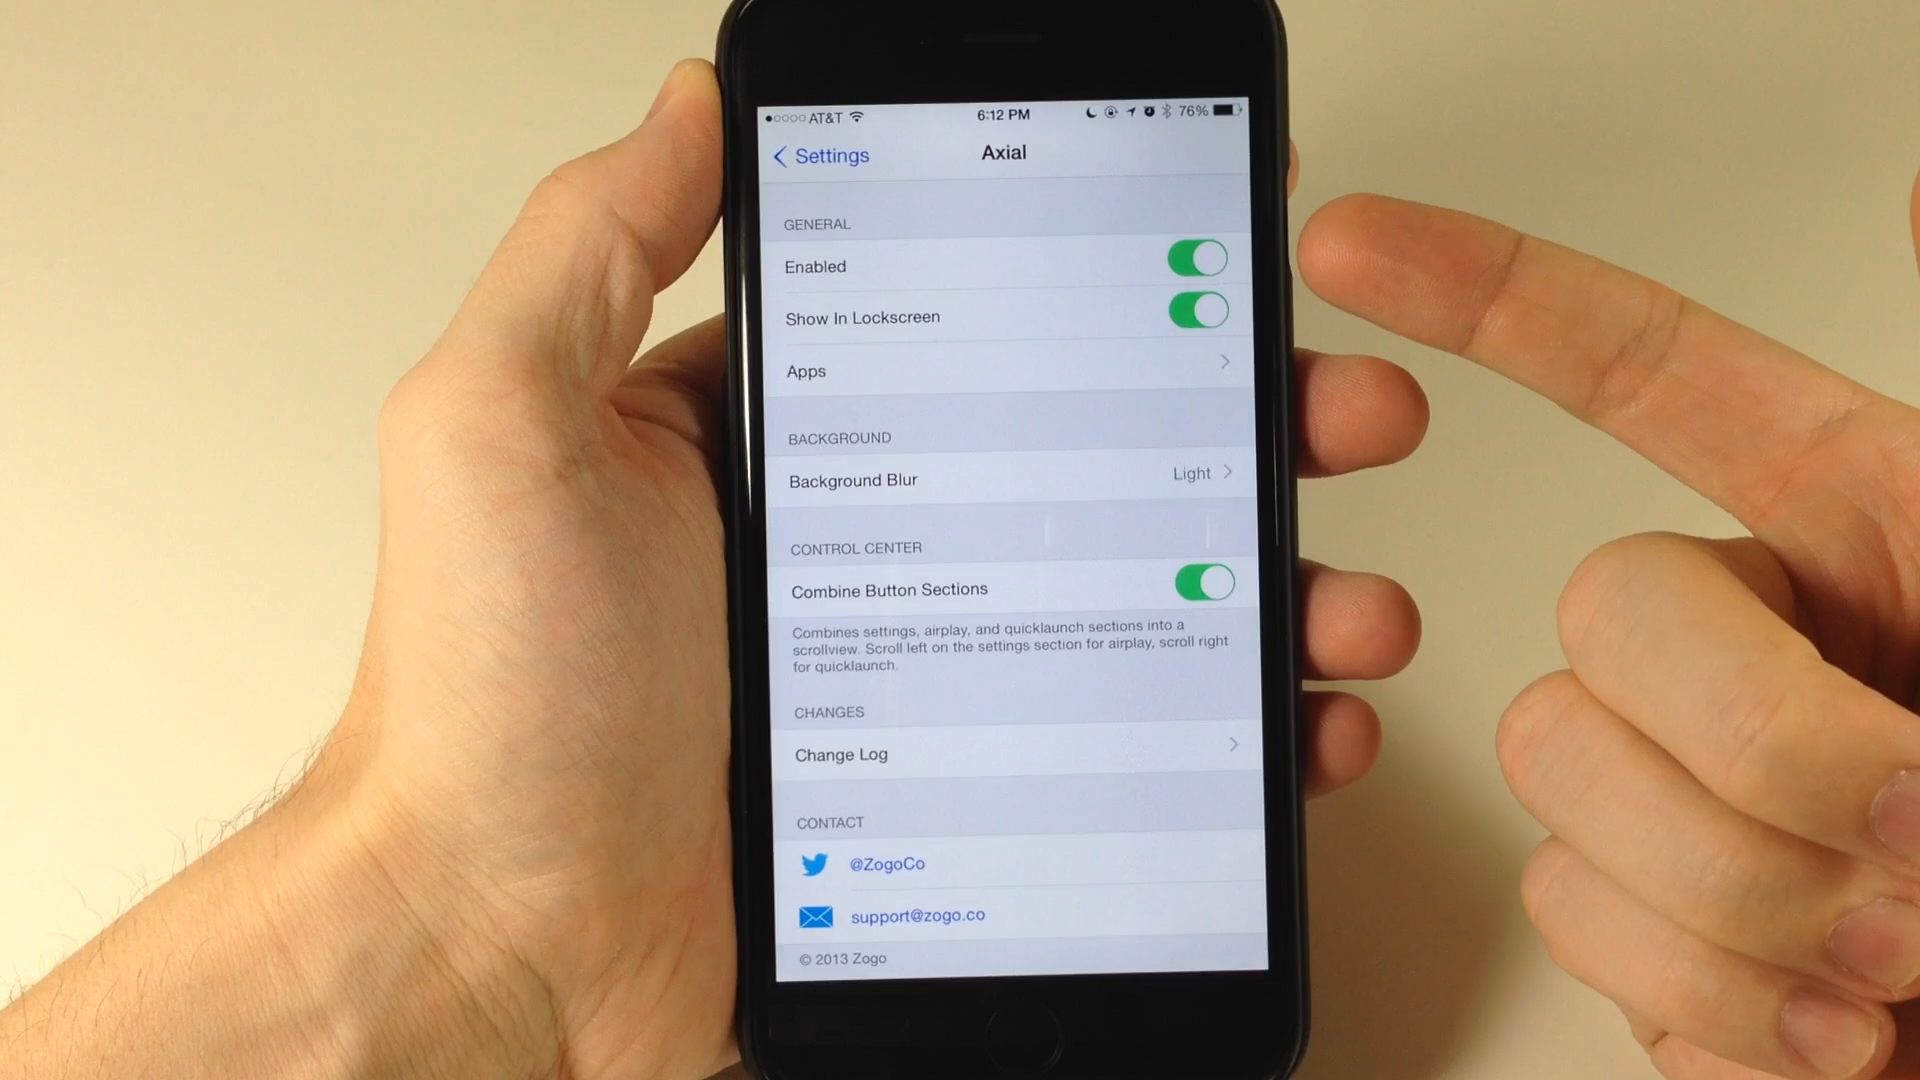 AT&T 6:12 PM 76%
Settings Axial
GENERAL
Enabled
Show In Lockscreen
Apps
BACKGROUND
Background Blur Light
CONTROL CENTER
Combine Button Sections
Combines settings, airplay, and quicklaunch sections into a
scrollview. Scroll left on the settings section for airplay, scroll right
for quicklaunch.
CHANGES
Change Log
CONTACT
@ZogoCo
support@zogo.co
© 2013 Zogo